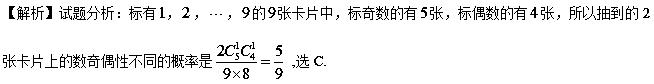 【解析】试题分析：标有1，2，⋯，9的9张卡片中，标奇数的有5张，标偶数的有4张，所以抽到的2
张卡片上的数奇偶性不同的概率是 $\frac{2C_5^1C_4^1}{9\times8}=\frac{5}{9}$ ,选 C.